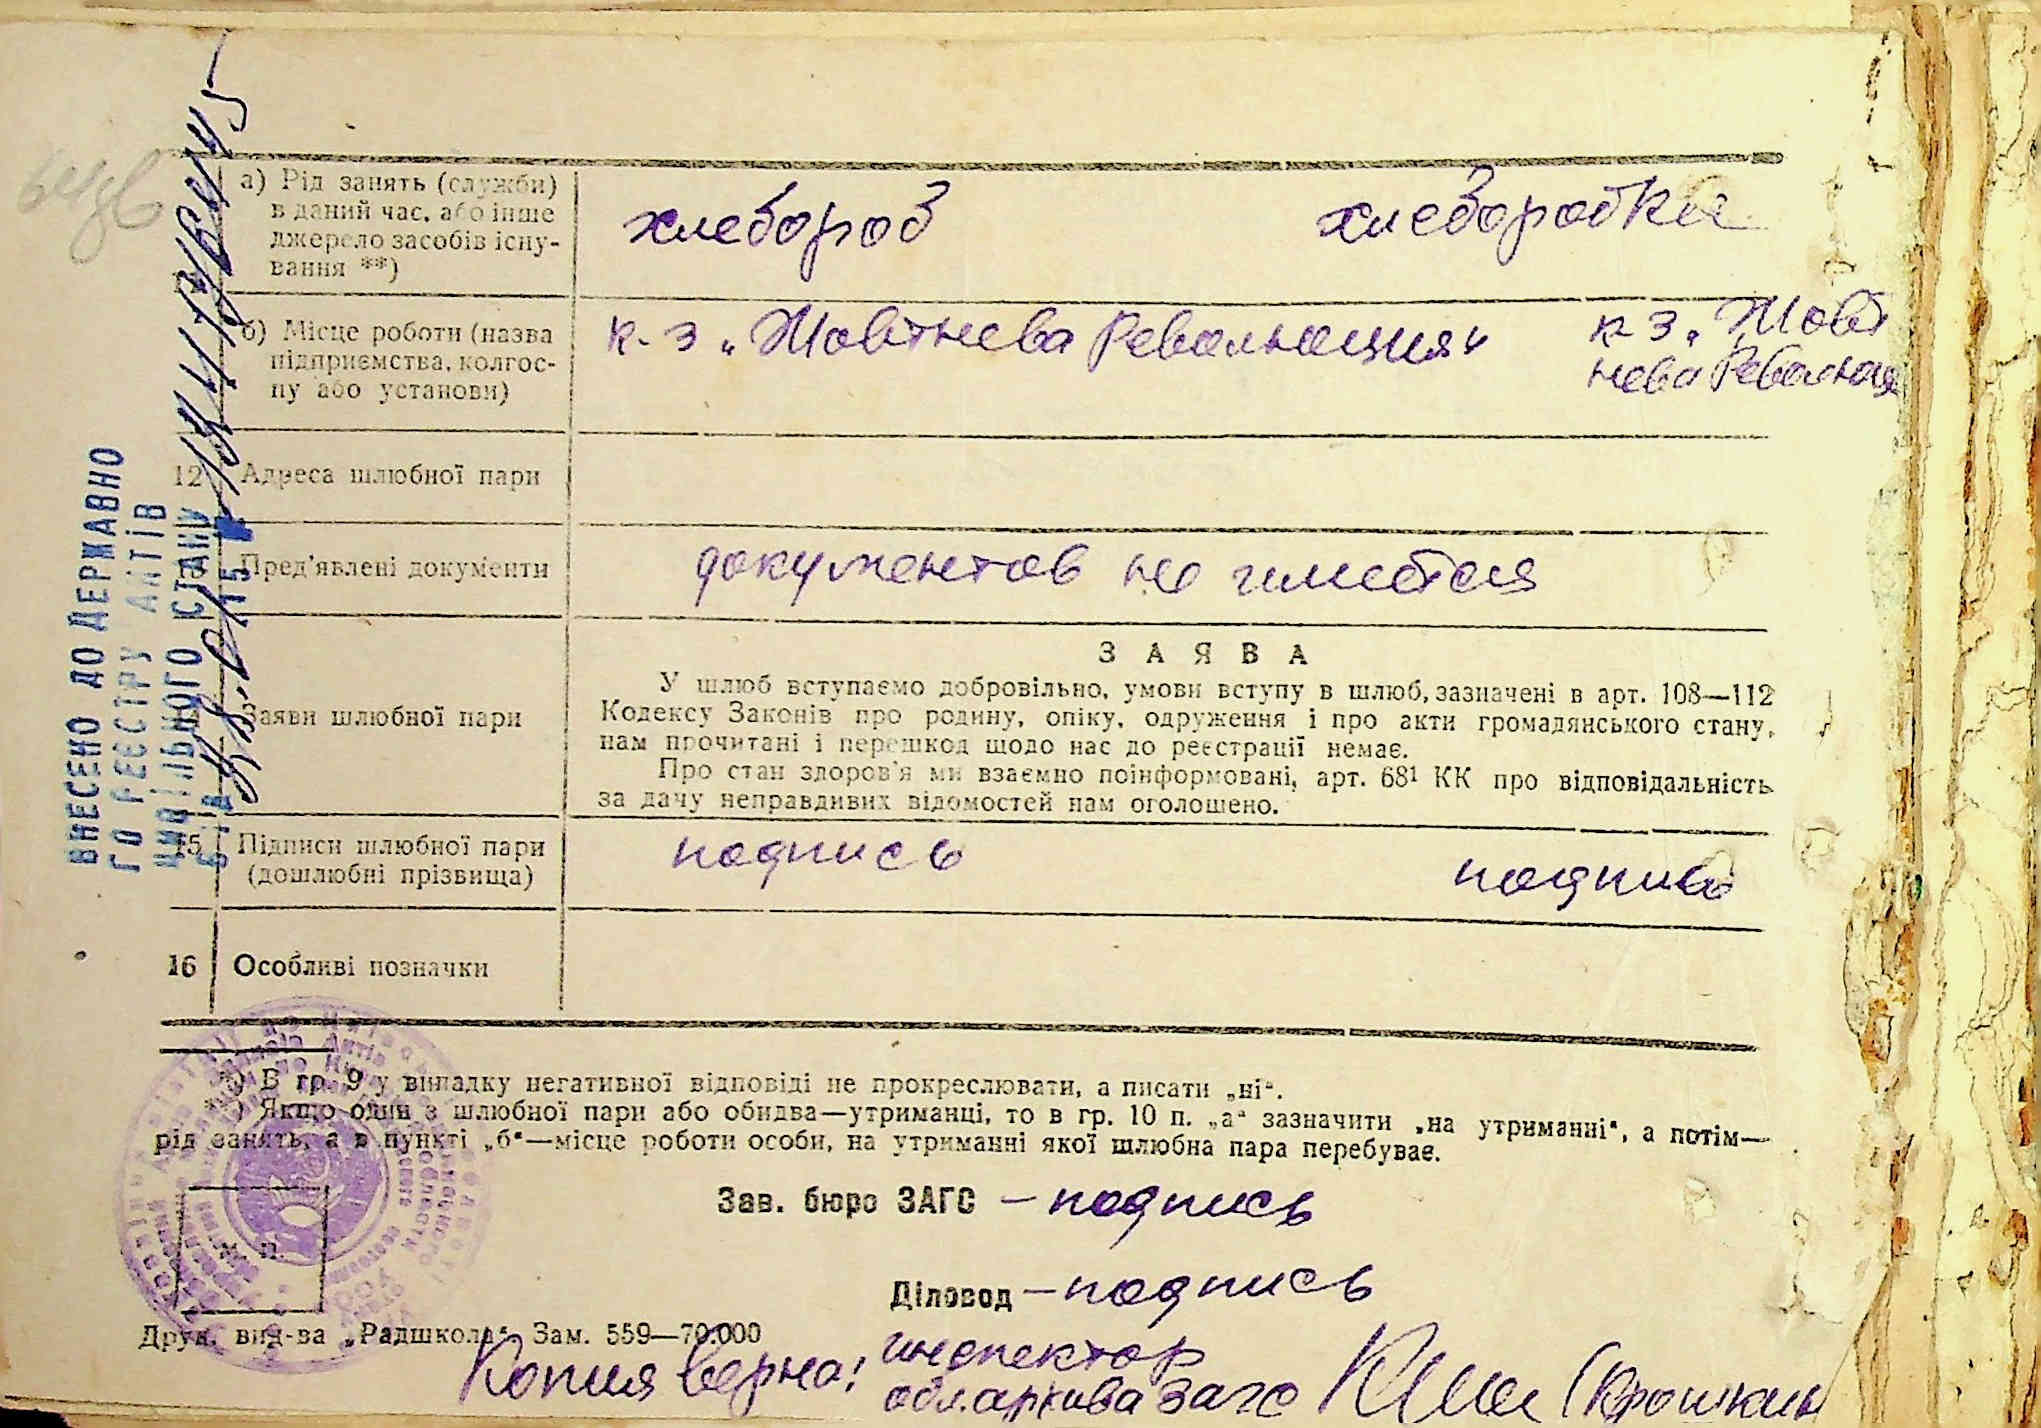 а) Рід занять (служби) в даний час, або інше джерело засобів існування **)
хлебороб хлеборобка
б) Місце роботи (назва підприємства, колгоспу або установи)
к-з „Жовтнева Революция“ к з „Жовт
нева Революция
12 Адреса шлюбної пари
Пред'явлені документи документов не имеется
Заяви шлюбної пари
ЗАЯВА
У шлюб вступаємо добровільно, умови вступу в шлюб, зазначені в арт. 108—112
Кодексу Законів про родину, опіку, одруження і про акти громадянського стану,
нам прочитані і перешкод щодо нас до реєстрації немає.
Про стан здоров'я ми взаємно поінформовані, арт. 68¹ КК про відповідальність
за дачу неправдивих відомостей нам оголошено.
15 Підписи шлюбної пари
(дошлюбні прізвища)
подпись подпись
16 Особливі позначки
*) В гр. 9 у випадку негативної відповіді не прокреслювати, а писати „ні“.
**) Якщо один з шлюбної пари або обидва—утриманці, то в гр. 10 п. „а“ зазначити „на утриманні“, а потім—
рід занять, а в пункті „б“—місце роботи особи, на утриманні якої шлюбна пара перебуває.
Зав. бюро ЗАГС — подпись
Діловод — подпись
М. П.
Друк. вид-ва „Радшкола“ Зам. 559—70.000
Копия верна! инспектор
обл.архива загс
ВНЕСЕНО ДО ДЕРЖАВНО
ГО РЕЄСТРУ АКТІВ
ЦИВІЛЬНОГО СТАНУ